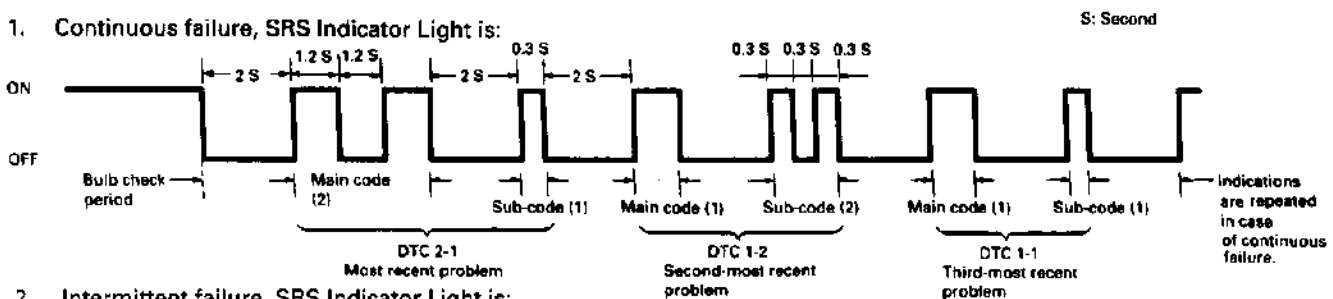 1. Continuous failure, SRS Indicator Light is:
S: Second
2 S
1.2 S
1.2 S
2 S
0.3 S
2 S
0.3 S
0.3 S
0.3 S
ON
OFF
Bulb check period
Main code (2)
Sub-code (1)
Main code (1)
Sub-code (2)
Main code (1)
Sub-code (1)
Indications are repeated in case of continuous failure.
DTC 2-1
Most recent problem
DTC 1-2
Second-most recent problem
DTC 1-1
Third-most recent problem
2. Intermittent failure, SRS Indicator Light is: